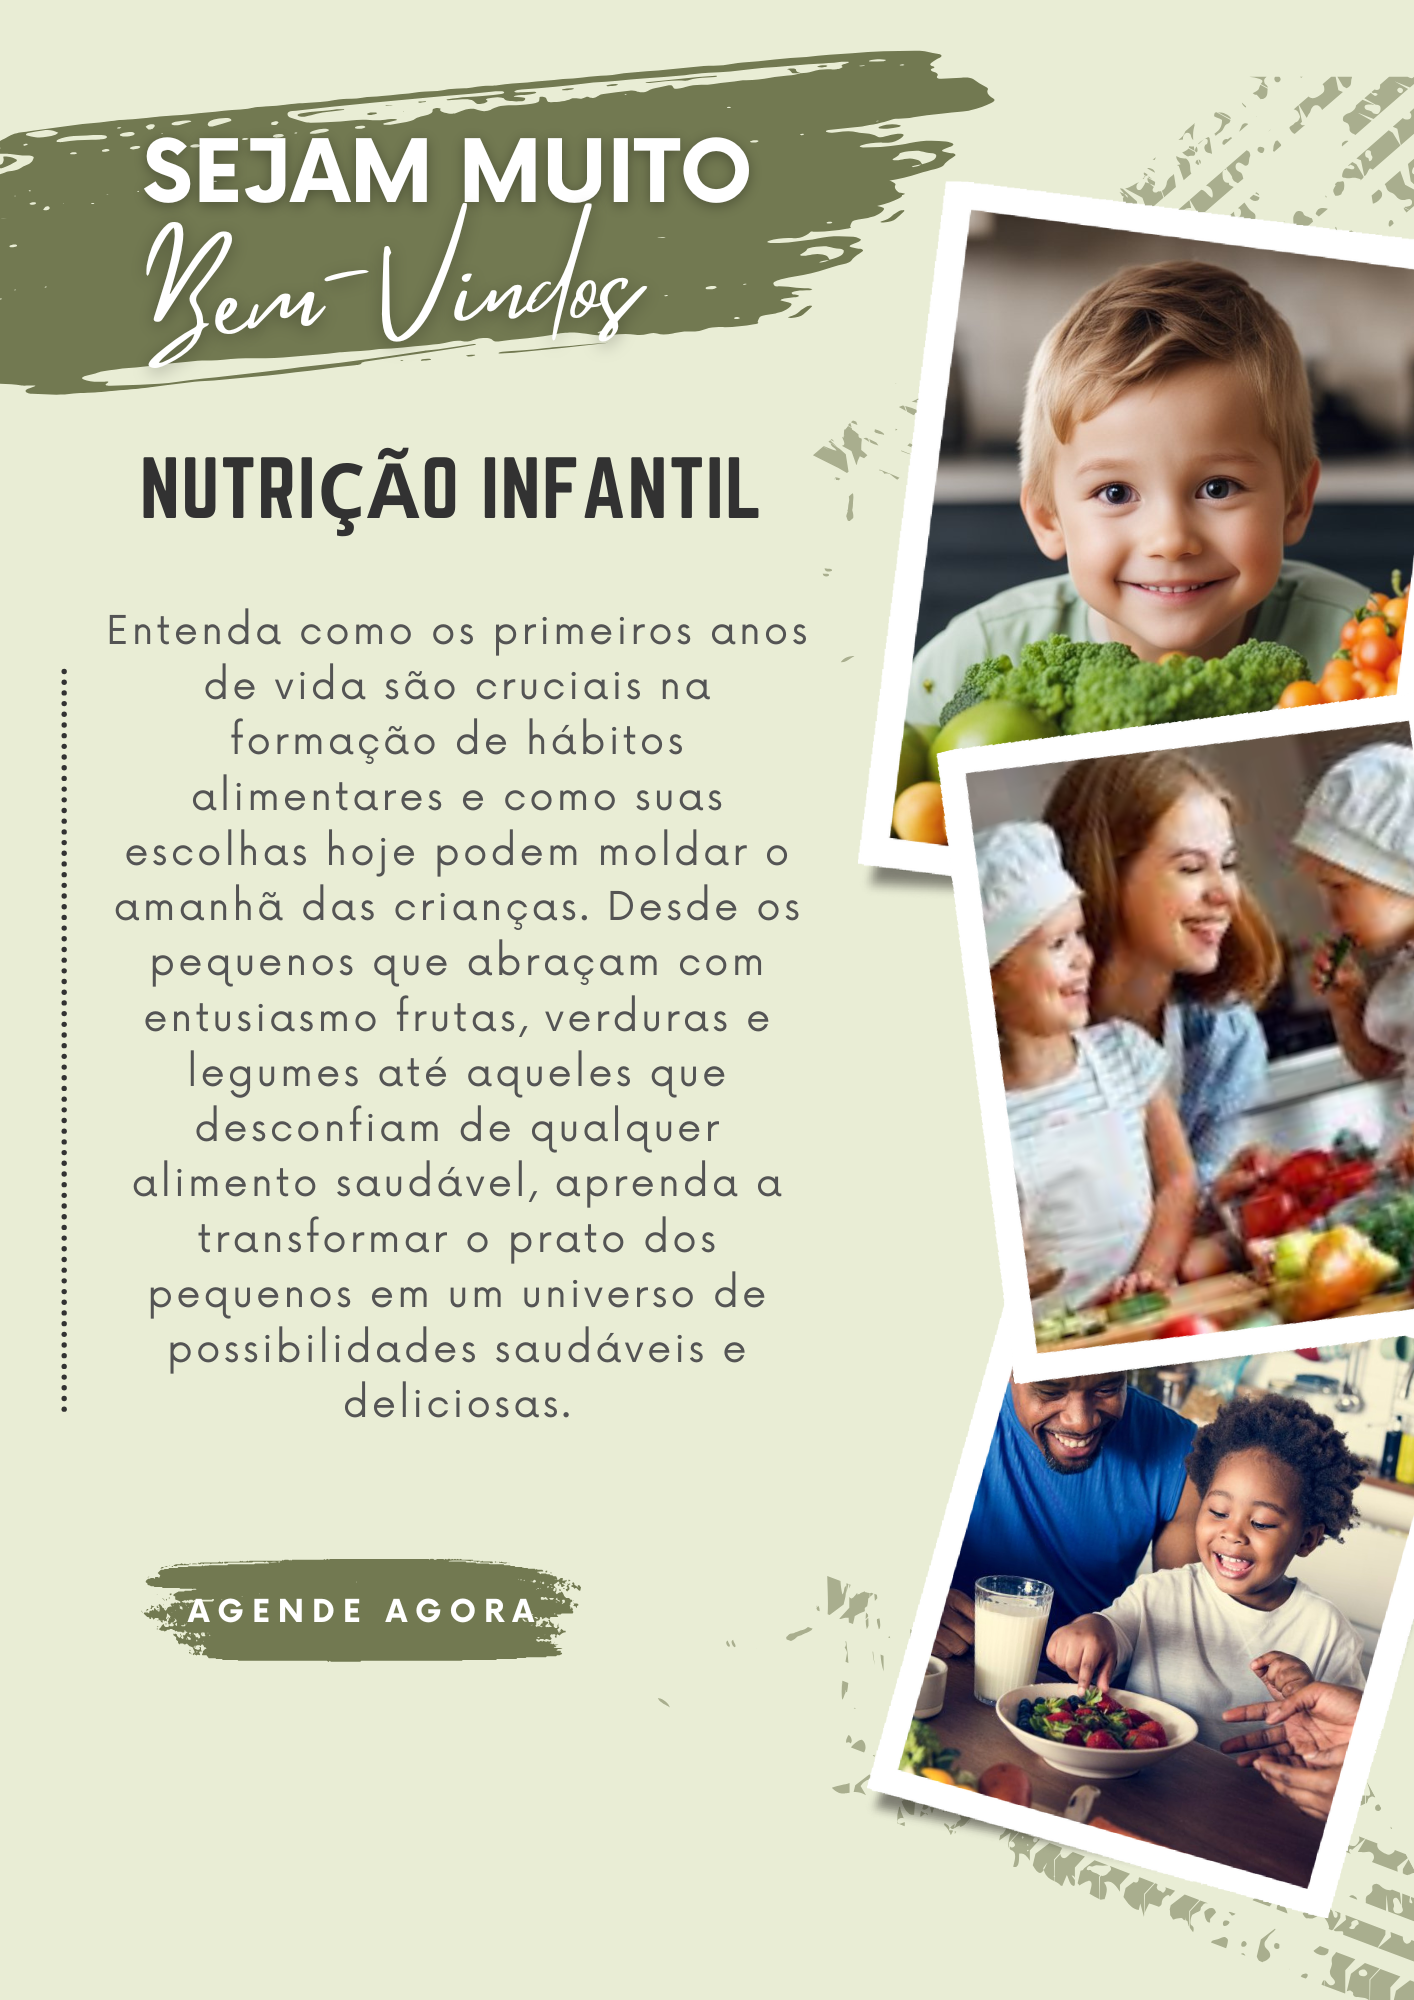 SEJAM MUITO
Bem-Vindos
NUTRIÇÃO INFANTIL
Entenda como os primeiros anos
de vida são cruciais na
formação de hábitos
alimentares e como suas
escolhas hoje podem moldar o
amanhã das crianças. Desde os
pequenos que abraçam com
entusiasmo frutas, verduras e
legumes até aqueles que
desconfiam de qualquer
alimento saudável, aprenda a
transformar o prato dos
pequenos em um universo de
possibilidades saudáveis e
deliciosas.
AGENDE AGORA